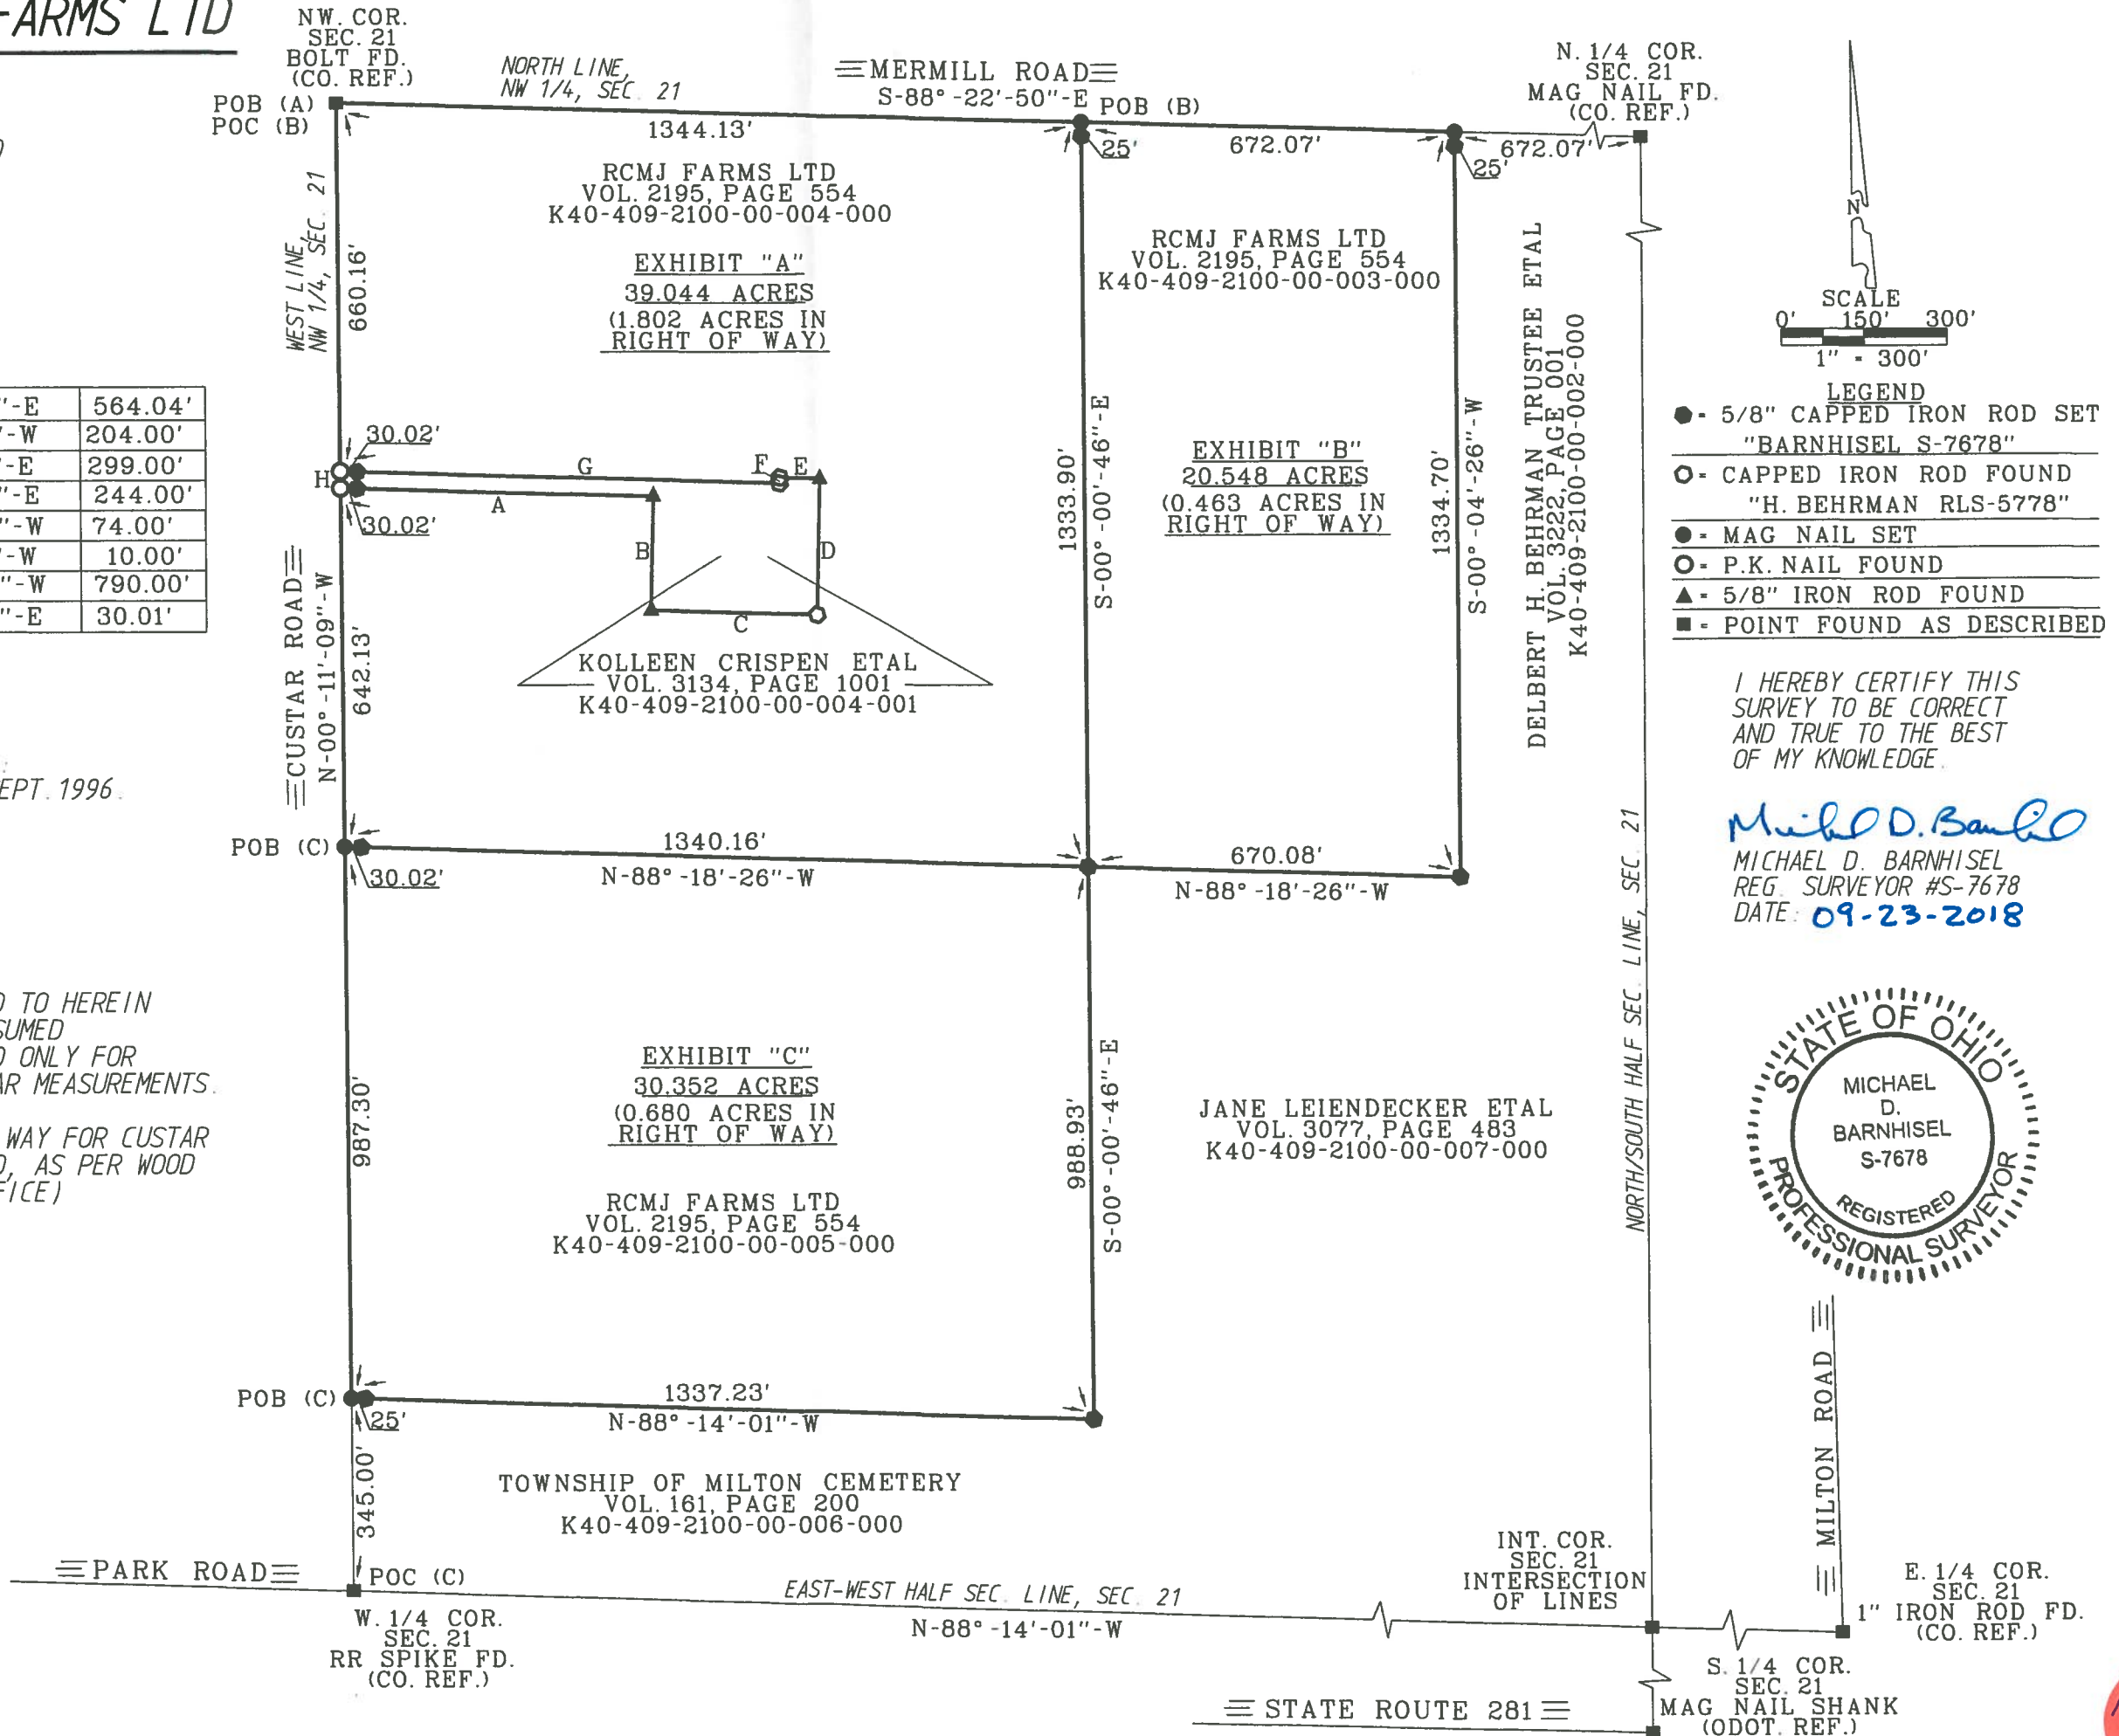 FARMS LTD
NW. COR.
SEC. 21
BOLT FD.
(CO. REF.)
NORTH LINE,
NW 1/4, SEC. 21
≡MERMILL ROAD≡
S-88°-22'-50"-E
N. 1/4 COR.
SEC. 21
MAG NAIL FD.
(CO. REF.)
POB (A)
POC (B)
POB (B)
1344.13'
25'
672.07'
25'
672.07'
WEST LINE,
NW 1/4, SEC. 21
660.16'
RCMJ FARMS LTD
VOL. 2195, PAGE 554
K40-409-2100-00-004-000
EXHIBIT "A"
39.044 ACRES
(1.802 ACRES IN
RIGHT OF WAY)
RCMJ FARMS LTD
VOL. 2195, PAGE 554
K40-409-2100-00-003-000
EXHIBIT "B"
20.548 ACRES
(0.463 ACRES IN
RIGHT OF WAY)
1333.90'
S-00°-00'-46"-E
1334.70'
S-00°-04'-26"-W
DELBERT H. BEHRMAN TRUSTEE ETAL
VOL. 3222, PAGE 001
K40-409-2100-00-002-000
N
SCALE
0' 150' 300'
1" = 300'
LEGEND
- 5/8" CAPPED IRON ROD SET
"BARNHISEL S-7678"
- CAPPED IRON ROD FOUND
"H. BEHRMAN RLS-5778"
- MAG NAIL SET
- P.K. NAIL FOUND
- 5/8" IRON ROD FOUND
- POINT FOUND AS DESCRIBED
"-E 564.04'
"-W 204.00'
"-E 299.00'
"-E 244.00'
"-W 74.00'
"-W 10.00'
"-W 790.00'
"-E 30.01'
30.02'
H
G
F
E
A
30.02'
B
D
C
KOLLEEN CRISPEN ETAL
VOL. 3134, PAGE 1001
K40-409-2100-00-004-001
≡CUSTAR ROAD≡
N-00°-11'-09"-W
642.13'
EPT. 1996.
I HEREBY CERTIFY THIS
SURVEY TO BE CORRECT
AND TRUE TO THE BEST
OF MY KNOWLEDGE.
MICHAEL D. BARNHISEL
REG. SURVEYOR #S-7678
DATE: 09-23-2018
POB (C)
30.02'
1340.16'
N-88°-18'-26"-W
670.08'
N-88°-18'-26"-W
NORTH/SOUTH HALF SEC. LINE, SEC. 21
D TO HEREIN
SUMED
D ONLY FOR
AR MEASUREMENTS.
WAY FOR CUSTAR
D, AS PER WOOD
FICE)
987.30'
EXHIBIT "C"
30.352 ACRES
(0.680 ACRES IN
RIGHT OF WAY)
RCMJ FARMS LTD
VOL. 2195, PAGE 554
K40-409-2100-00-005-000
988.93'
S-00°-00'-46"-E
JANE LEIENDECKER ETAL
VOL. 3077, PAGE 483
K40-409-2100-00-007-000
STATE OF OHIO
MICHAEL
D.
BARNHISEL
S-7678
REGISTERED
PROFESSIONAL SURVEYOR
≡ MILTON ROAD ≡
POB (C)
25'
1337.23'
N-88°-14'-01"-W
345.00'
TOWNSHIP OF MILTON CEMETERY
VOL. 161, PAGE 200
K40-409-2100-00-006-000
≡PARK ROAD≡
POC (C)
W. 1/4 COR.
SEC. 21
RR SPIKE FD.
(CO. REF.)
EAST-WEST HALF SEC. LINE, SEC. 21
N-88°-14'-01"-W
INT. COR.
SEC. 21
INTERSECTION
OF LINES
E. 1/4 COR.
SEC. 21
1" IRON ROD FD.
(CO. REF.)
S. 1/4 COR.
SEC. 21
MAG NAIL SHANK
(ODOT. REF.)
≡ STATE ROUTE 281 ≡